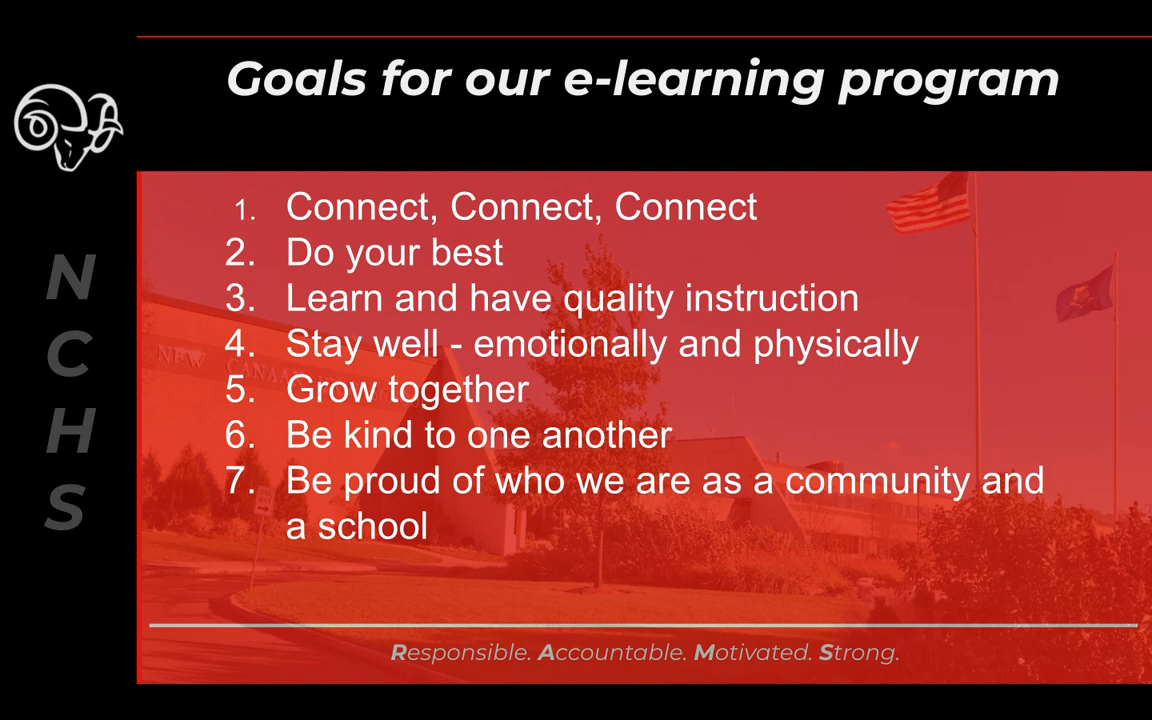 Goals for our e-learning program
N
C
H
S
1. Connect, Connect, Connect
2. Do your best
3. Learn and have quality instruction
4. Stay well - emotionally and physically
5. Grow together
6. Be kind to one another
7. Be proud of who we are as a community and
a school
NEW CANAAN
Responsible. Accountable. Motivated. Strong.